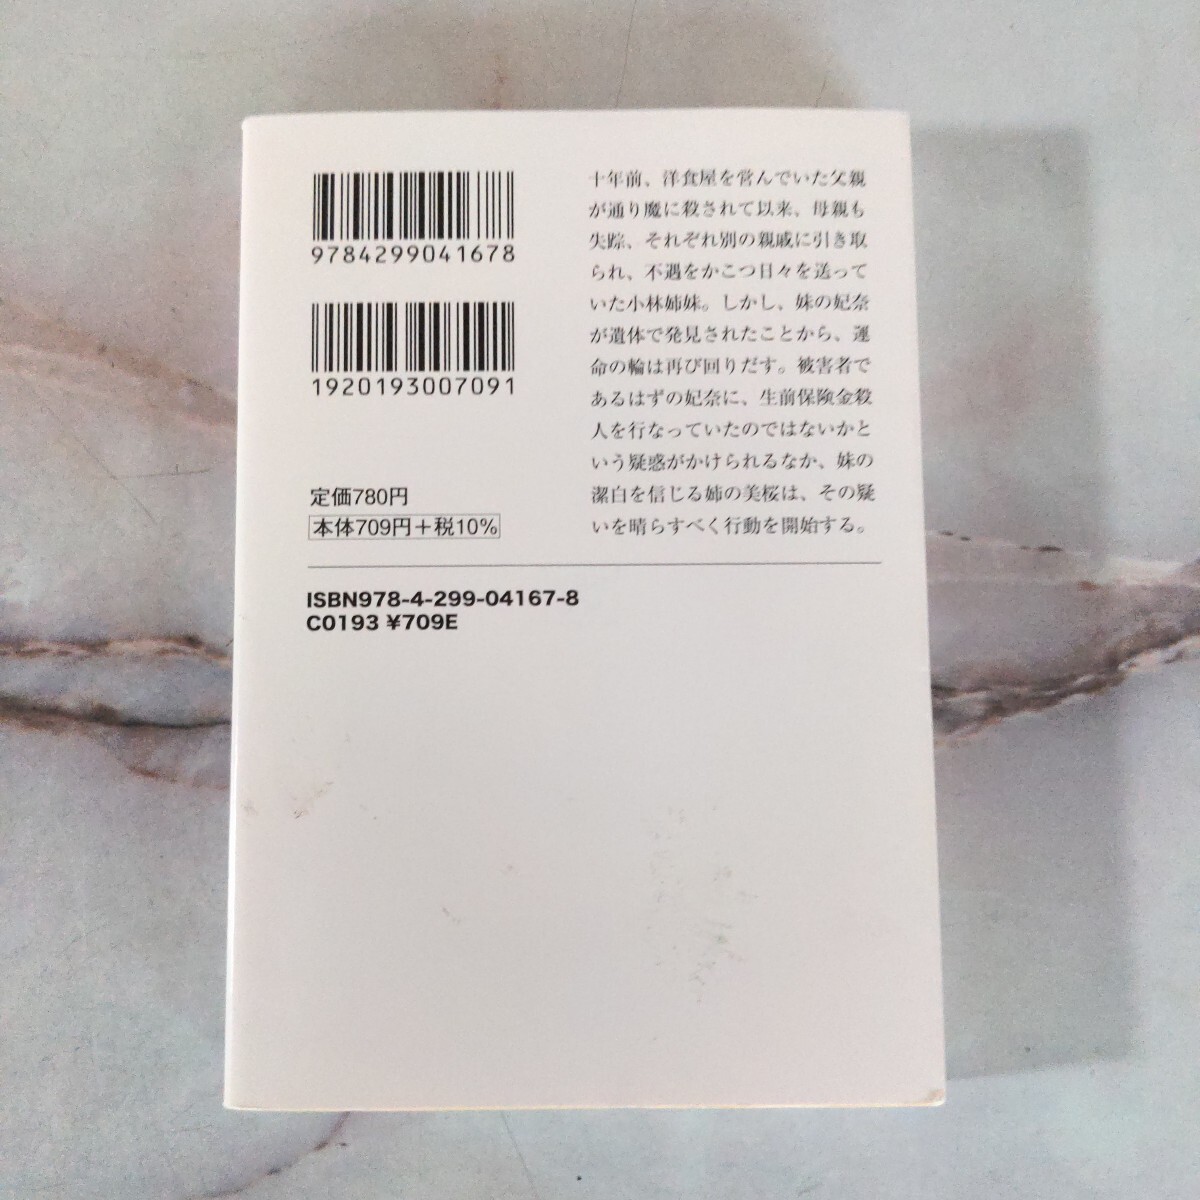 9784299041678
1920193007091
定価780円
本体709円＋税10％
十年前、洋食屋を営んでいた父親
が通り魔に殺されて以来、母親も
失踪、それぞれ別の親戚に引き取
られ、不遇をかこつ日々を送って
いた小林姉妹。しかし、妹の妃奈
が遺体で発見されたことから、運
命の輪は再び回りだす。被害者で
あるはずの妃奈に、生前保険金殺
人を行なっていたのではないかと
いう疑惑がかけられるなか、妹の
潔白を信じる姉の美桜は、その疑
いを晴らすべく行動を開始する。
ISBN978-4-299-04167-8
C0193 ¥709E